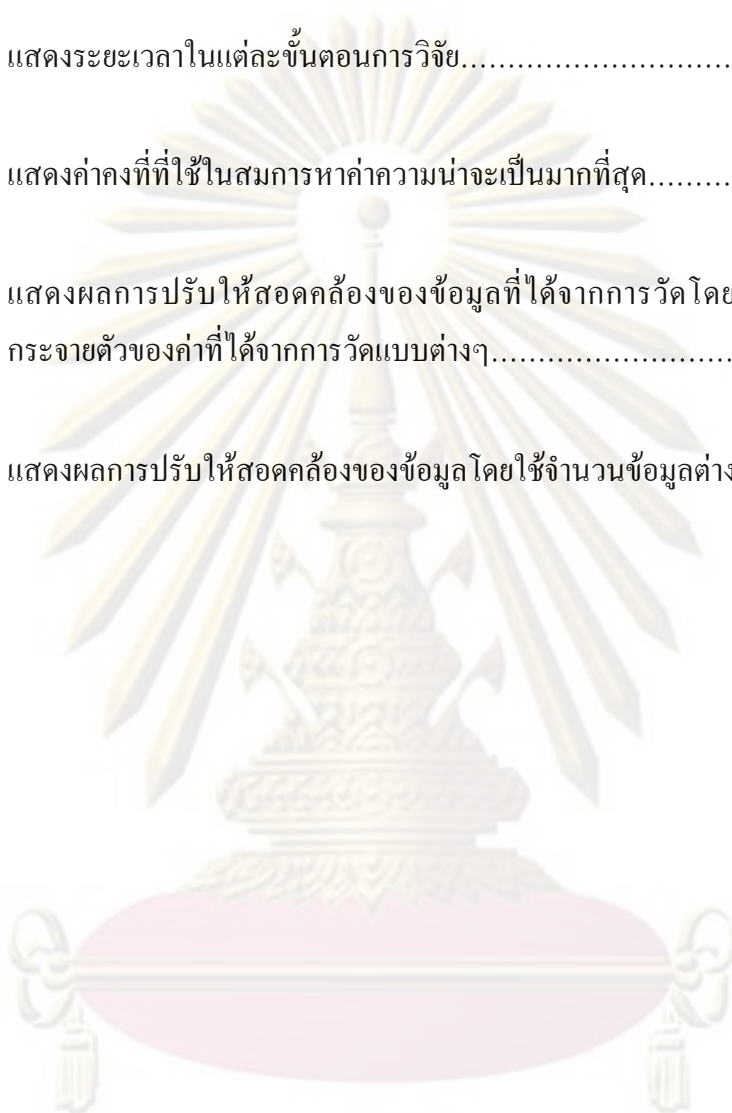 แสดงระยะเวลาในแต่ละขั้นตอนการวิจัย.............................
แสดงค่าคงที่ที่ใช้ในสมการหาค่าความน่าจะเป็นมากที่สุด.........
แสดงผลการปรับให้สอดคล้องของข้อมูลที่ได้จากการวัดโดย
กระจายตัวของค่าที่ได้จากการวัดแบบต่างๆ..........................
แสดงผลการปรับให้สอดคล้องของข้อมูลโดยใช้จำนวนข้อมูลต่าง